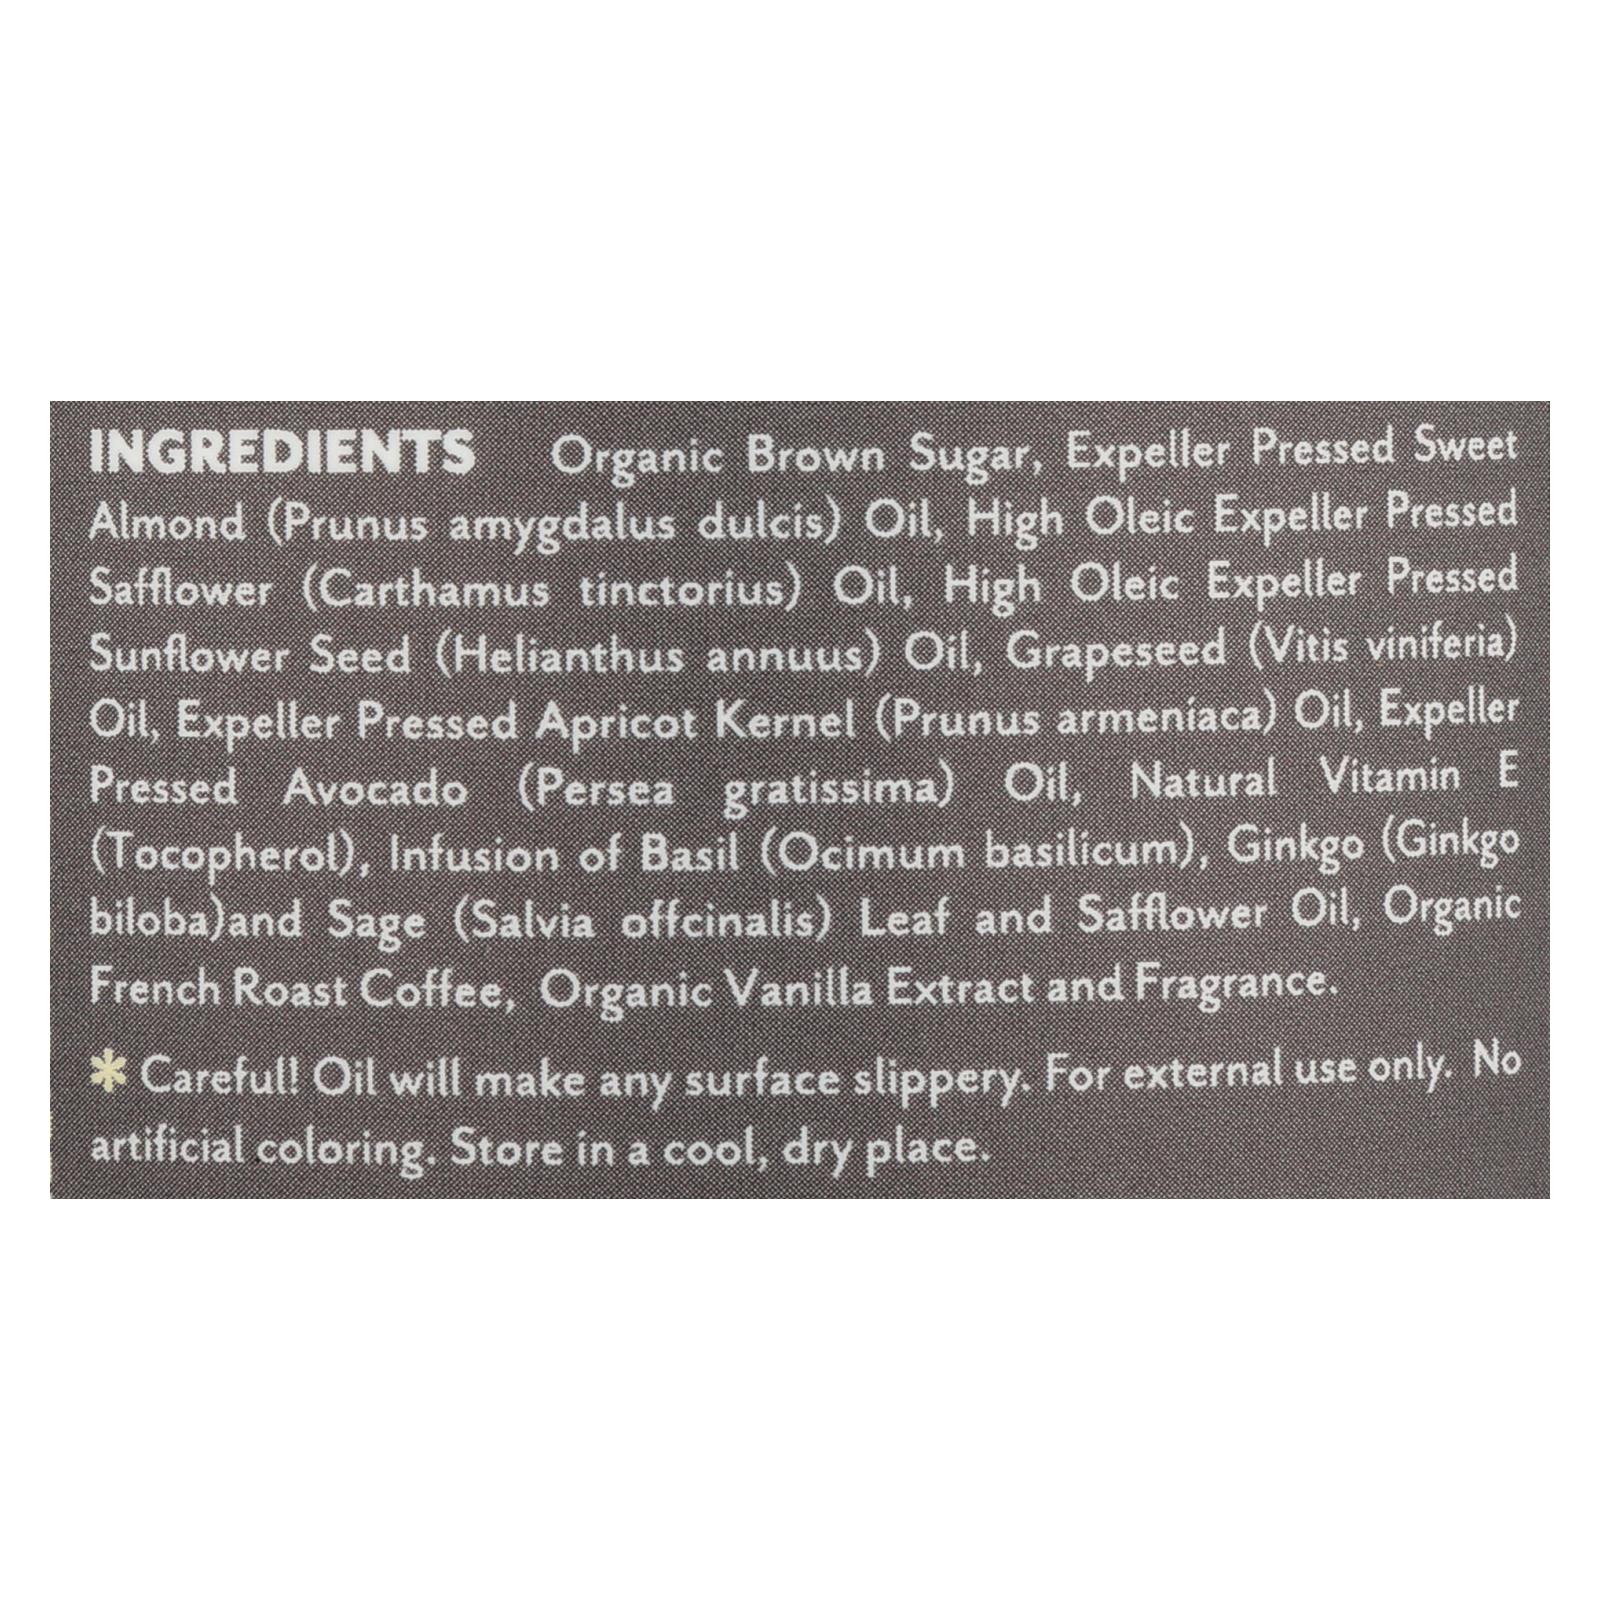 INGREDIENTS Organic Brown Sugar, Expeller Pressed Sweet
Almond (Prunus amygdalus dulcis) Oil, High Oleic Expeller Pressed
Safflower (Carthamus tinctorius) Oil, High Oleic Expeller Pressed
Sunflower Seed (Helianthus annuus) Oil, Grapeseed (Vitis viniferia)
Oil, Expeller Pressed Apricot Kernel (Prunus armeniaca) Oil, Expeller
Pressed Avocado (Persea gratissima) Oil, Natural Vitamin E
(Tocopherol), Infusion of Basil (Ocimum basilicum), Ginkgo (Ginkgo
biloba)and Sage (Salvia offcinalis) Leaf and Safflower Oil, Organic
French Roast Coffee, Organic Vanilla Extract and Fragrance.
* Careful! Oil will make any surface slippery. For external use only. No
artificial coloring. Store in a cool, dry place.